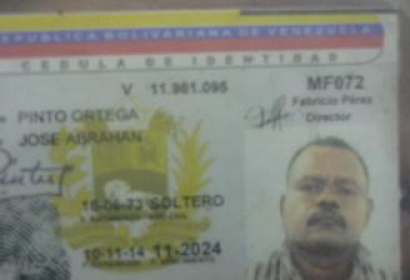 REPUBLICA BOLIVARIANA DE VENEZUELA
CEDULA DE IDENTIDAD
V 11.981.095
MF072
Fabricio Pérez
Director
PINTO ORTEGA
JOSE ABRAHAN
16-06-73 SOLTERO
10-11-14 11-2024